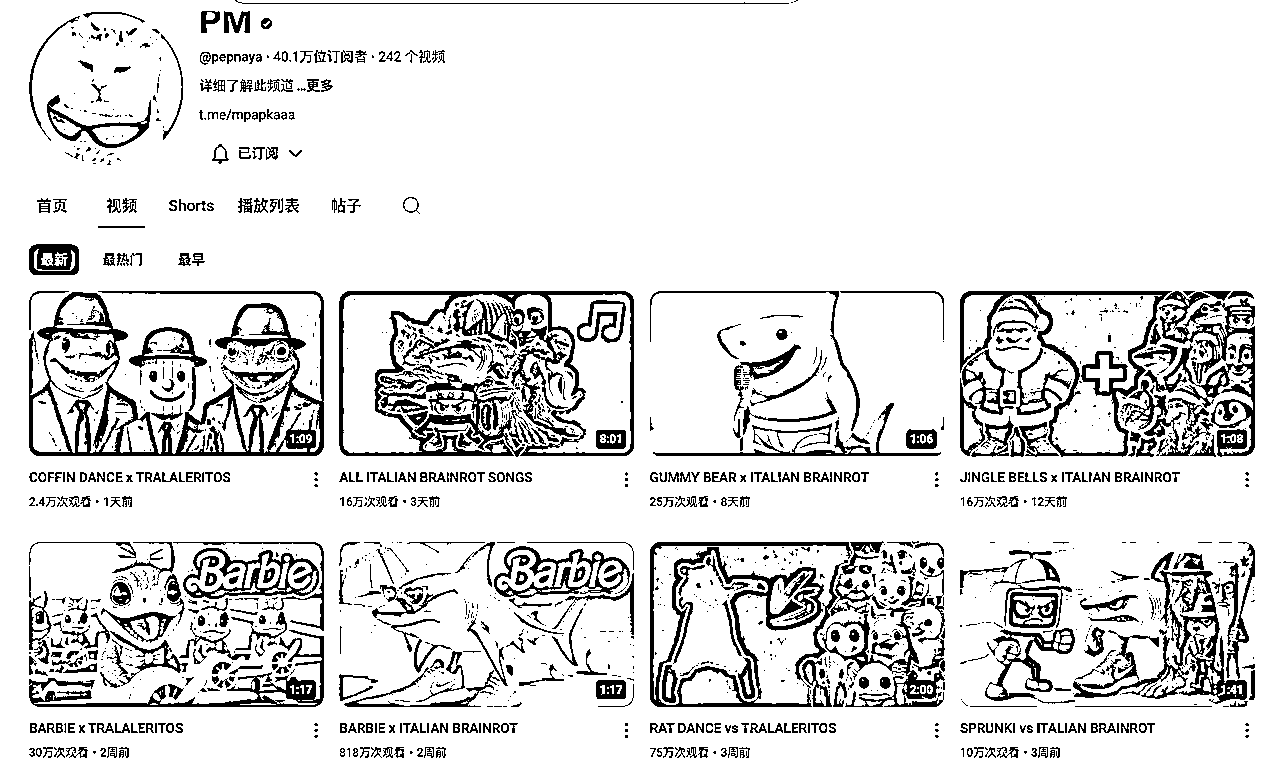 PM
@pepnaya · 40.1万位订阅者 · 242 个视频
详细了解此频道 ...更多
t.me/mpapkaaa
已订阅
首页 视频 Shorts 播放列表 帖子
最新 最热门 最早
1:09 8:01 1:06 1:08
COFFIN DANCE x TRALALERITOS
2.4万次观看 • 1天前
ALL ITALIAN BRAINROT SONGS
16万次观看 • 3天前
GUMMY BEAR x ITALIAN BRAINROT
25万次观看 • 8天前
JINGLE BELLS x ITALIAN BRAINROT
16万次观看 • 12天前
Barbie Barbie
1:17 1:17 2:00 1:41
BARBIE x TRALALERITOS
30万次观看 • 2周前
BARBIE x ITALIAN BRAINROT
818万次观看 • 2周前
RAT DANCE vs TRALALERITOS
75万次观看 • 3周前
SPRUNKI vs ITALIAN BRAINROT
10万次观看 • 3周前